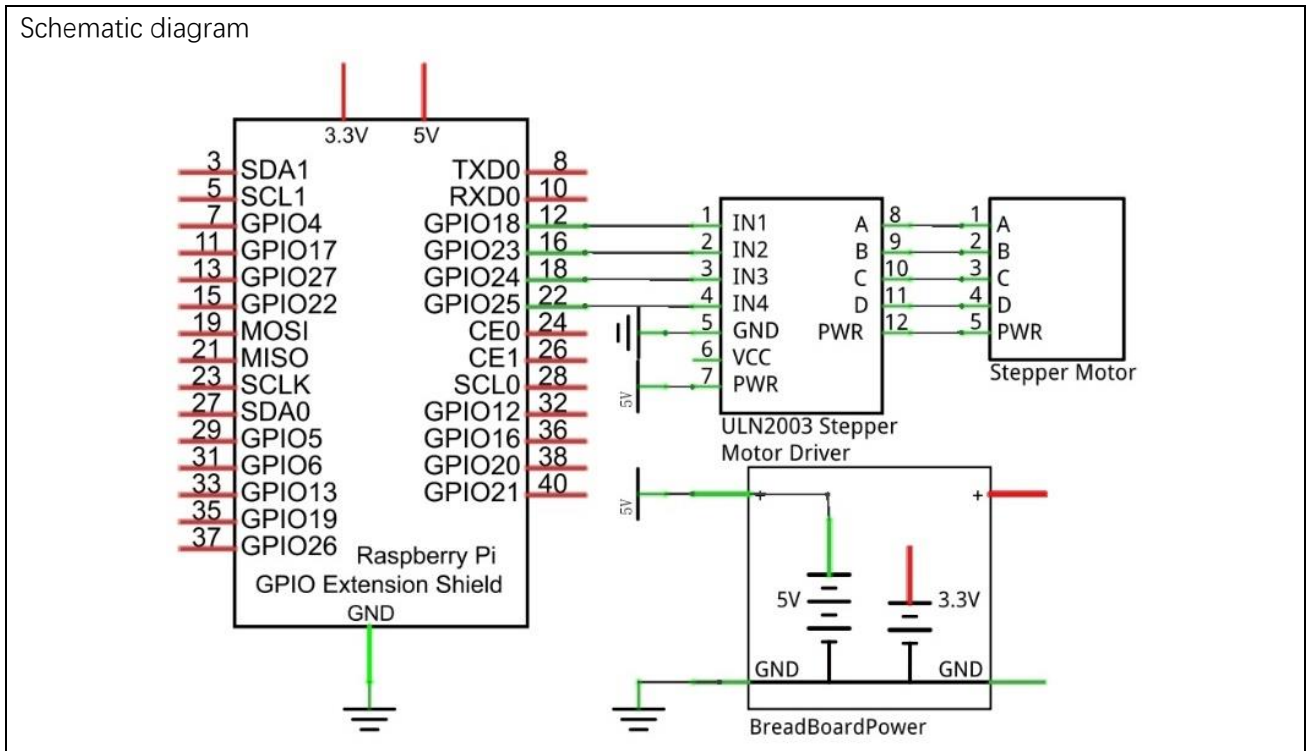 Schematic diagram
3.3V 5V
3 SDA1 TXD0 8
5 SCL1 RXD0 10
7 GPIO4 GPIO18 12
11 GPIO17 GPIO23 16
13 GPIO27 GPIO24 18
15 GPIO22 GPIO25 22
19 MOSI CE0 24
21 MISO CE1 26
23 SCLK SCL0 28
27 SDA0 GPIO12 32
29 GPIO5 GPIO16 36
31 GPIO6 GPIO20 38
33 GPIO13 GPIO21 40
35 GPIO19
37 GPIO26
Raspberry Pi
GPIO Extension Shield
GND
1 IN1 A 8
2 IN2 B 9
3 IN3 C 10
4 IN4 D 11
5 GND PWR 12
6 VCC
7 PWR
5V
ULN2003 Stepper
Motor Driver
1 A
2 B
3 C
4 D
5 PWR
Stepper Motor
5V
+ +
5V 3.3V
GND GND
BreadBoardPower